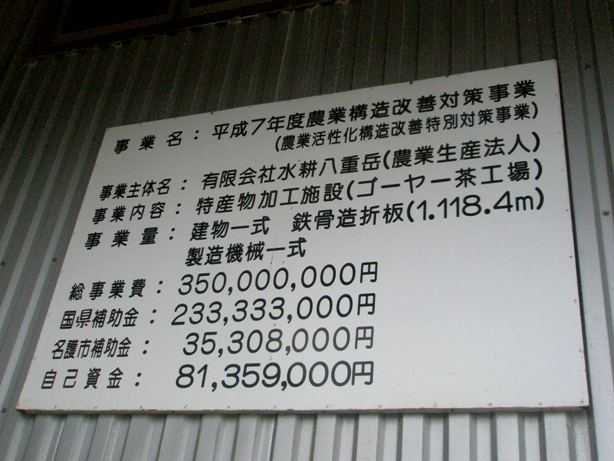 事業名：平成7年度農業構造改善対策事業
(農業活性化構造改善特別対策事業)
事業主体名：有限会社水耕八重岳(農業生産法人)
事業内容：特産物加工施設(ゴーヤー茶工場)
事業量：建物一式 鉄骨造折板(1.118.4m)
製造機械一式
総事業費：350,000,000円
国県補助金：233,333,000円
名護市補助金：35,308,000円
自己資金：81,359,000円